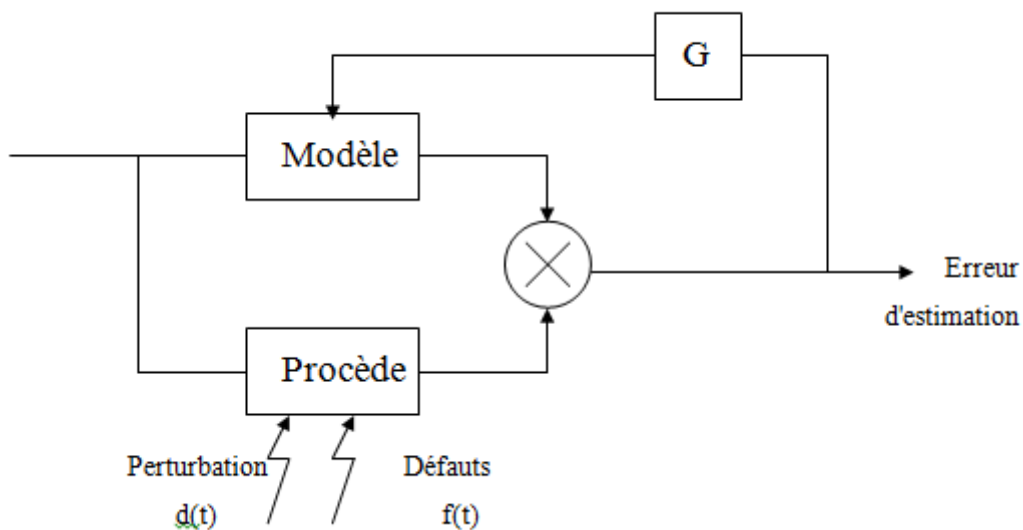 G
Modèle
Erreur
d'estimation
Procède
Perturbation
d(t)
Défauts
f(t)